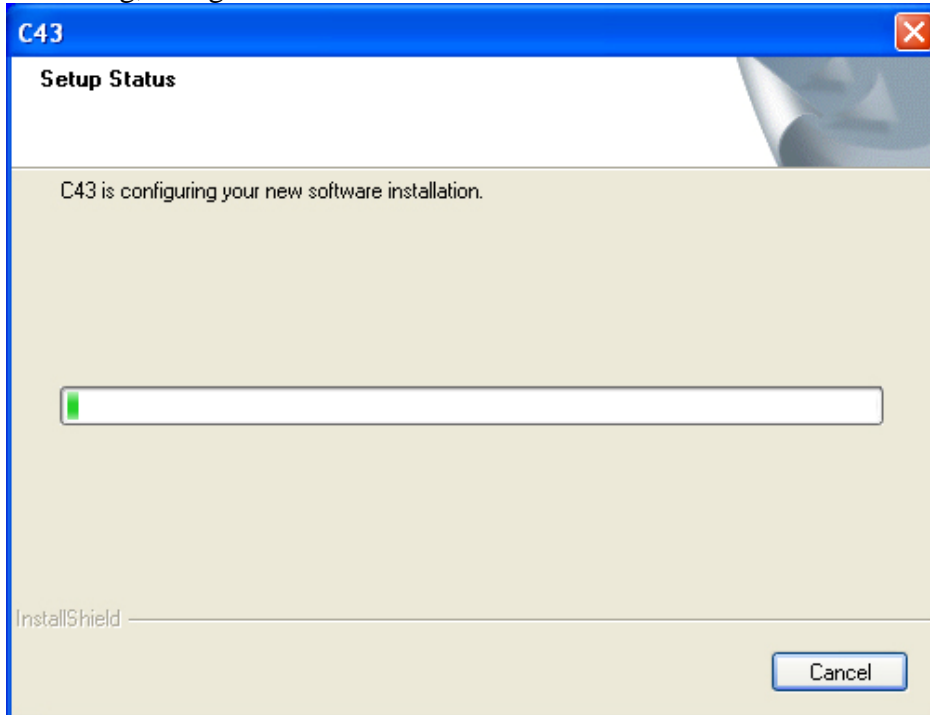 C43
Setup Status
C43 is configuring your new software installation.
InstallShield
Cancel